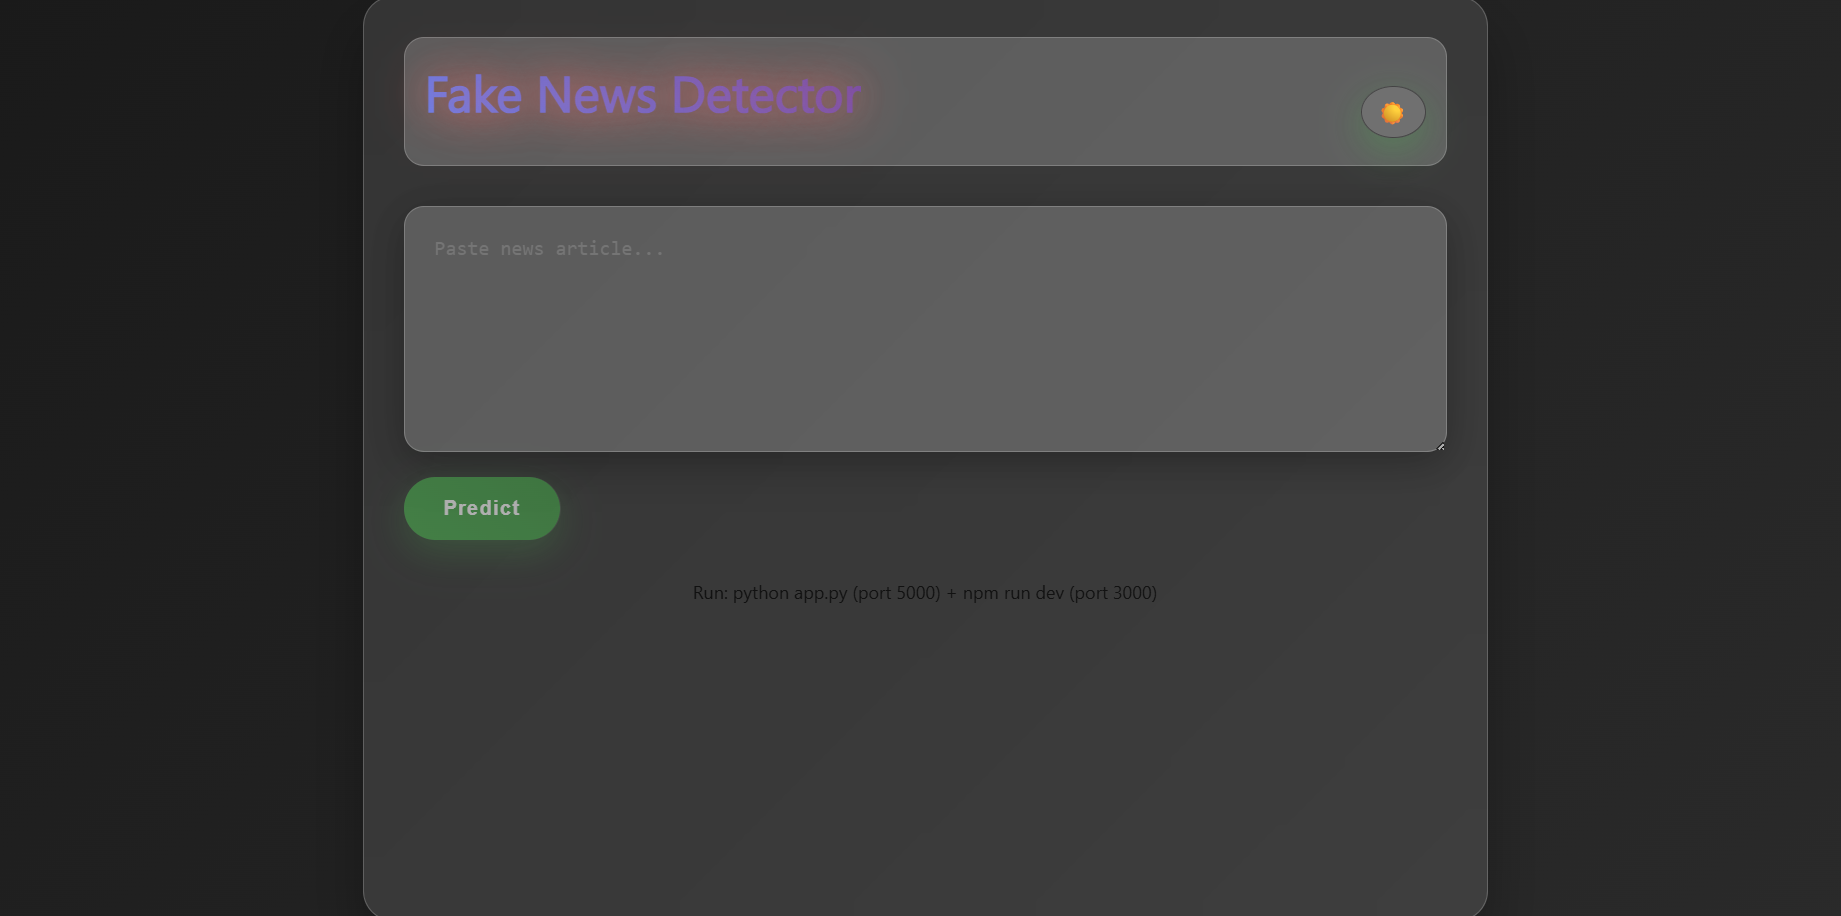 Fake News Detector
Paste news article...
Predict
Run: python app.py (port 5000) + npm run dev (port 3000)